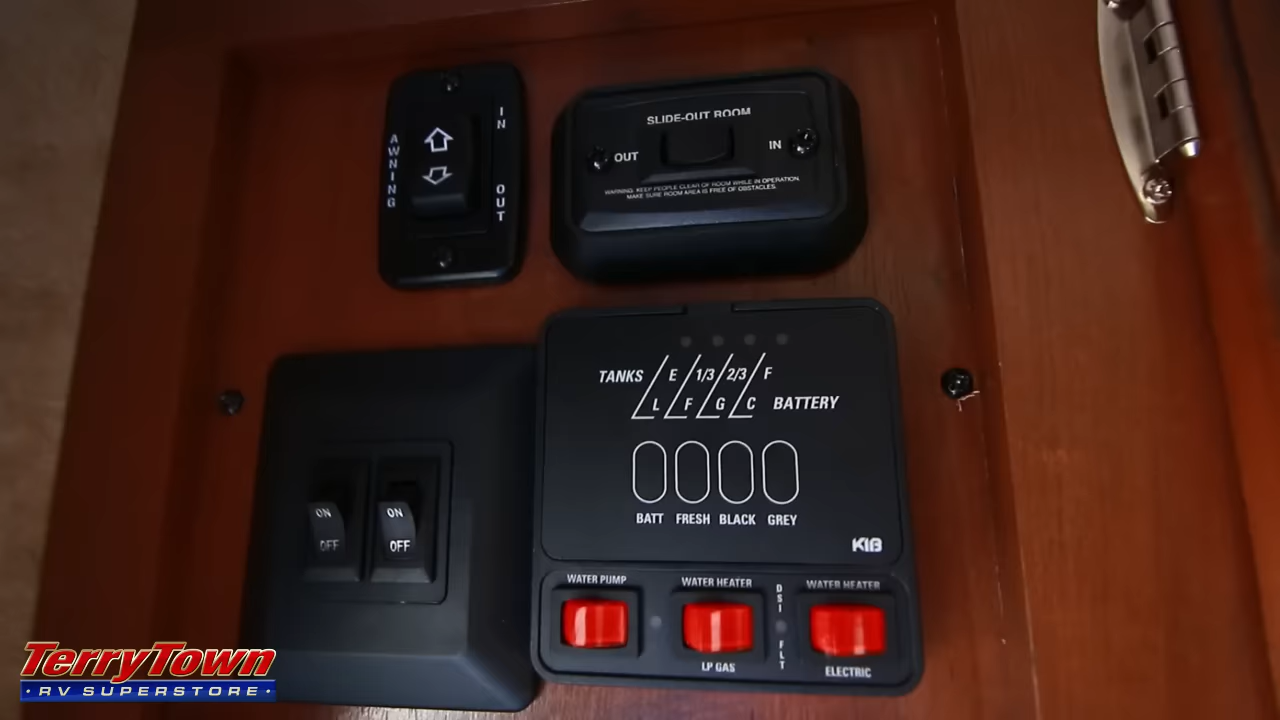 AWNING
IN
OUT
SLIDE-OUT ROOM
OUT IN
WARNING: KEEP PEOPLE CLEAR OF ROOM WHILE IN OPERATION.
MAKE SURE ROOM AREA IS FREE OF OBSTACLES.
TANKS E 1/3 2/3 F
L F G C BATTERY
BATT FRESH BLACK GREY
KIB
ON ON
OFF OFF
WATER PUMP WATER HEATER WATER HEATER
DSI
FLT
LP GAS ELECTRIC
TerryTown
RV SUPERSTORE